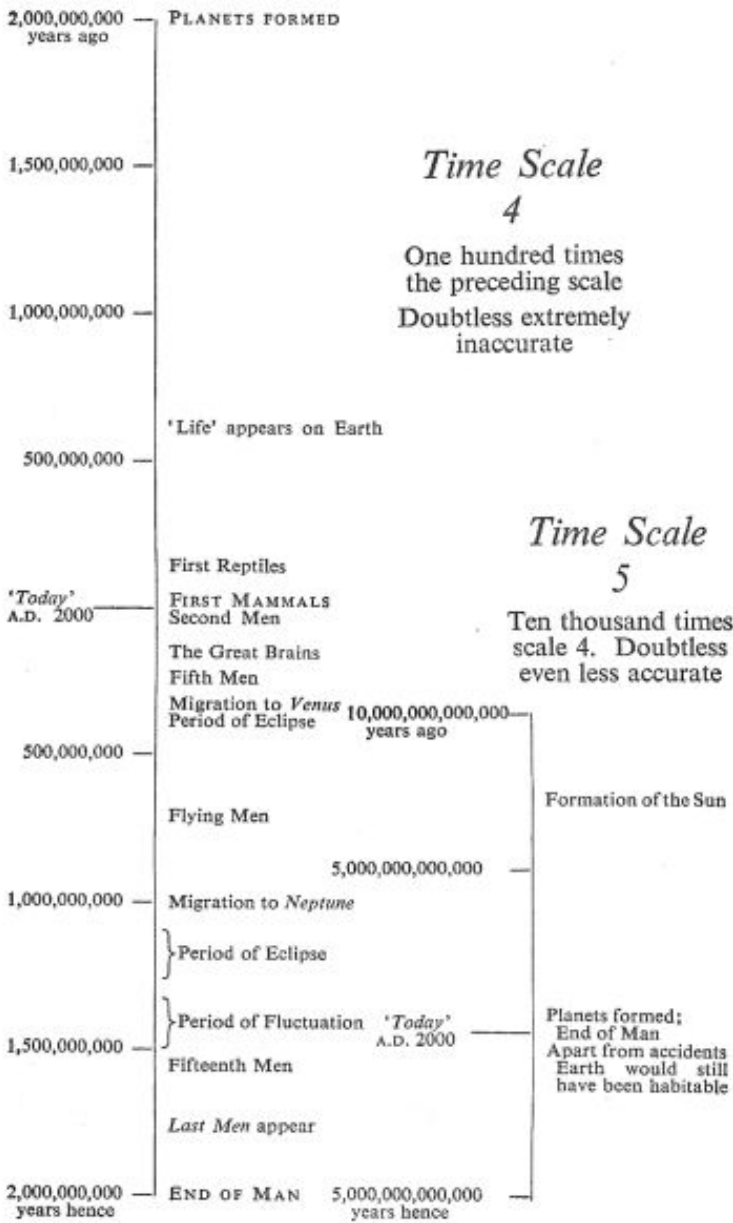 2,000,000,000
years ago
PLANETS FORMED
1,500,000,000
Time Scale
4
One hundred times
the preceding scale
Doubtless extremely
inaccurate
1,000,000,000
'Life' appears on Earth
500,000,000
First Reptiles
'Today'
A.D. 2000
FIRST MAMMALS
Second Men
The Great Brains
Fifth Men
Migration to Venus
Period of Eclipse
500,000,000
Flying Men
1,000,000,000
Migration to Neptune
Period of Eclipse
Period of Fluctuation
1,500,000,000
Fifteenth Men
Last Men appear
2,000,000,000
years hence
END OF MAN
Time Scale
5
Ten thousand times
scale 4. Doubtless
even less accurate
10,000,000,000,000
years ago
Formation of the Sun
5,000,000,000,000
'Today'
A.D. 2000
Planets formed;
End of Man
Apart from accidents
Earth would still
have been habitable
5,000,000,000,000
years hence